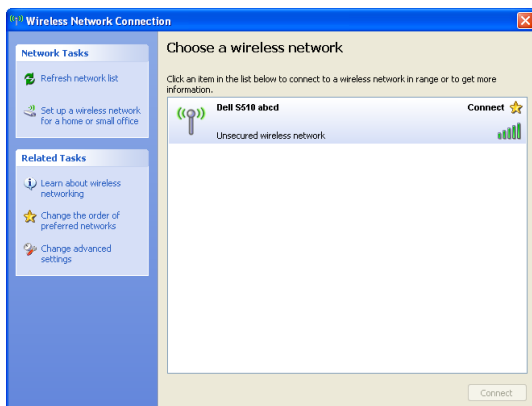 Wireless Network Connection
Network Tasks
Refresh network list
Set up a wireless network
for a home or small office
Related Tasks
Learn about wireless
networking
Change the order of
preferred networks
Change advanced
settings
Choose a wireless network
Click an item in the list below to connect to a wireless network in range or to get more
information.
Dell S510 abcd
Connect
Unsecured wireless network
Connect